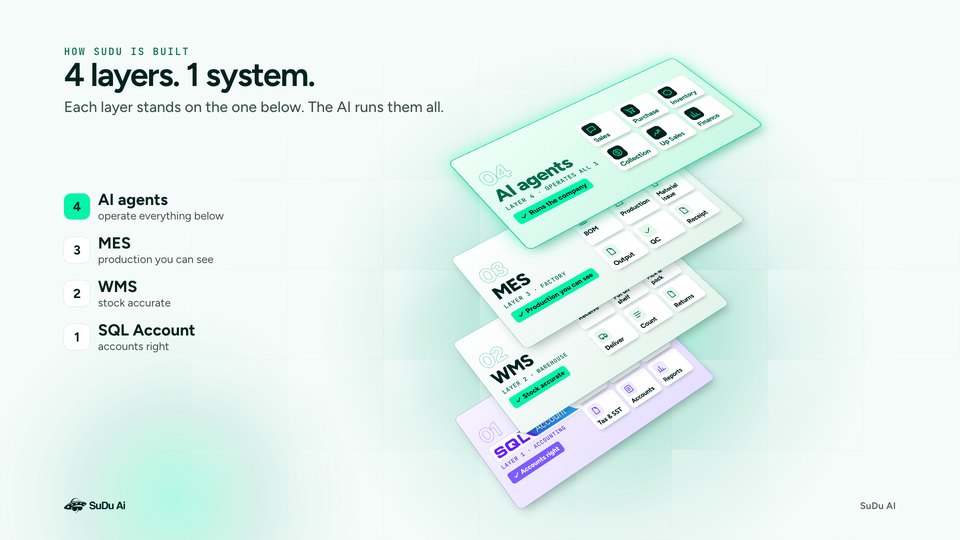 HOW SUDU IS BUILT
4 layers. 1 system.
Each layer stands on the one below. The AI runs them all.
4
AI agents
operate everything below
3
MES
production you can see
2
WMS
stock accurate
1
SQL Account
accounts right
04
AI agents
LAYER 4 · OPERATES ALL 3
✓ Runs the company
Sales
Purchase
Inventory
Collection
Up Sales
Finance
03
MES
LAYER 3 · FACTORY
✓ Production you can see
BOM
Production
Material issue
Output
QC
Receipt
02
WMS
LAYER 2 · WAREHOUSE
✓ Stock accurate
shelf
pack
Deliver
Count
Returns
01
SQL Account
LAYER 1 · ACCOUNTING
✓ Accounts right
Tax & SST
Accounts
Reports
SuDu Ai
SuDu AI